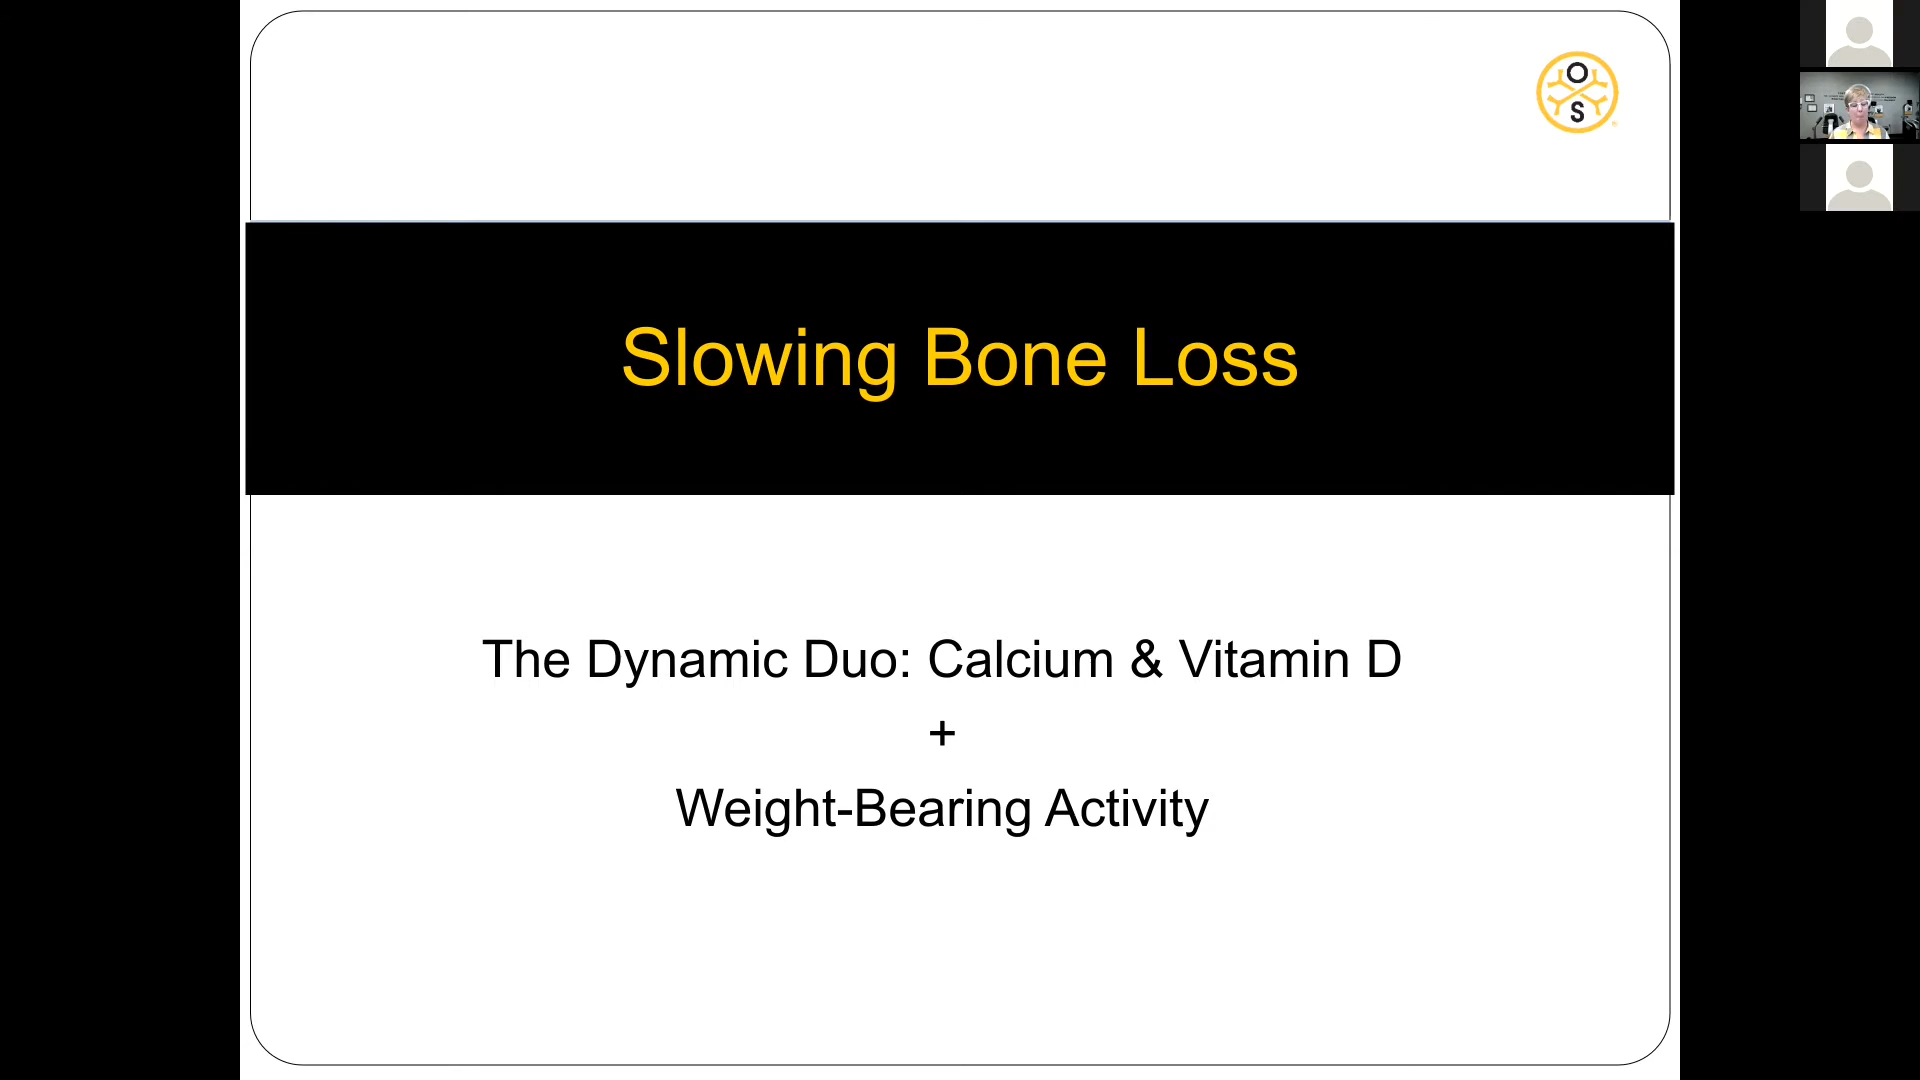 O
S
Slowing Bone Loss
The Dynamic Duo: Calcium & Vitamin D
+
Weight-Bearing Activity